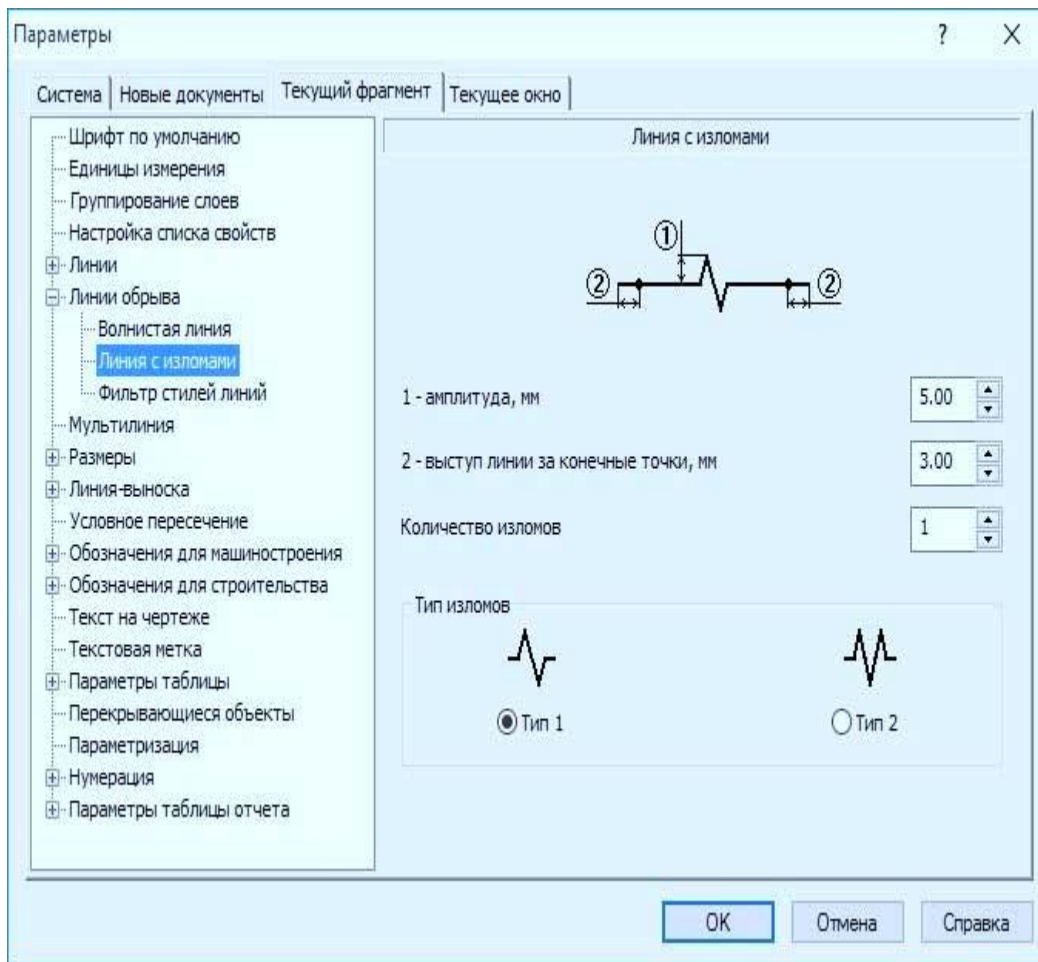 Параметры
?
X
Система
Новые документы
Текущий фрагмент
Текущее окно
Шрифт по умолчанию
Единицы измерения
Группирование слоев
Настройка списка свойств
Линии
Линии обрыва
Волнистая линия
Линия с изломами
Фильтр стилей линий
Мультилиния
Размеры
Линия-выноска
Условное пересечение
Обозначения для машиностроения
Обозначения для строительства
Текст на чертеже
Текстовая метка
Параметры таблицы
Перекрывающиеся объекты
Параметризация
Нумерация
Параметры таблицы отчета
Линия с изломами
①
②
②
1 - амплитуда, мм
5.00
2 - выступ линии за конечные точки, мм
3.00
Количество изломов
1
Тип изломов
Тип 1
Тип 2
OK
Отмена
Справка